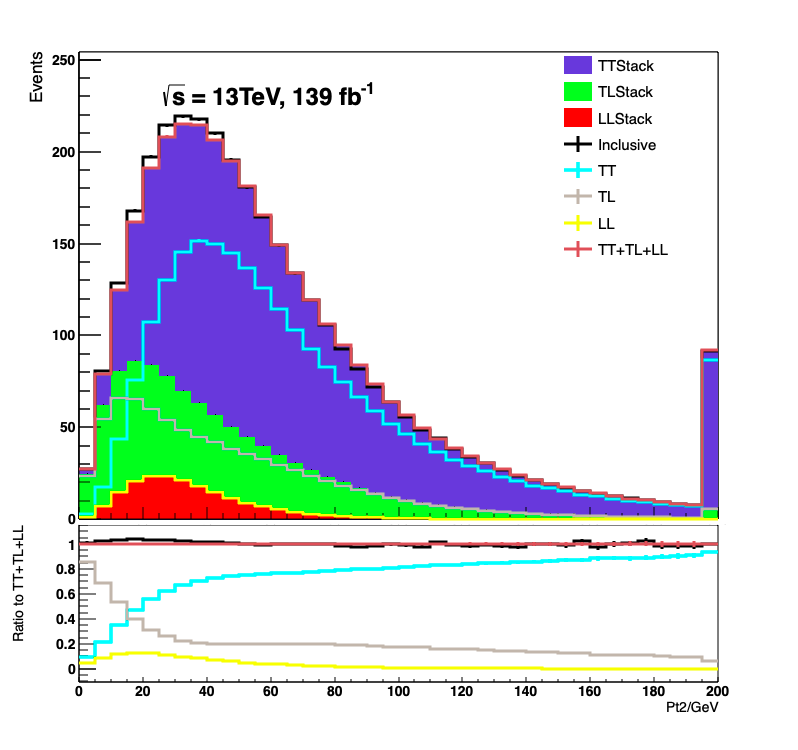 Events
250
200
150
100
50
0
√s = 13TeV, 139 fb⁻¹
TTStack
TLStack
LLStack
Inclusive
TT
TL
LL
TT+TL+LL
Ratio to TT+TL+LL
1
0.8
0.6
0.4
0.2
0
0 20 40 60 80 100 120 140 160 180 200
Pt2/GeV